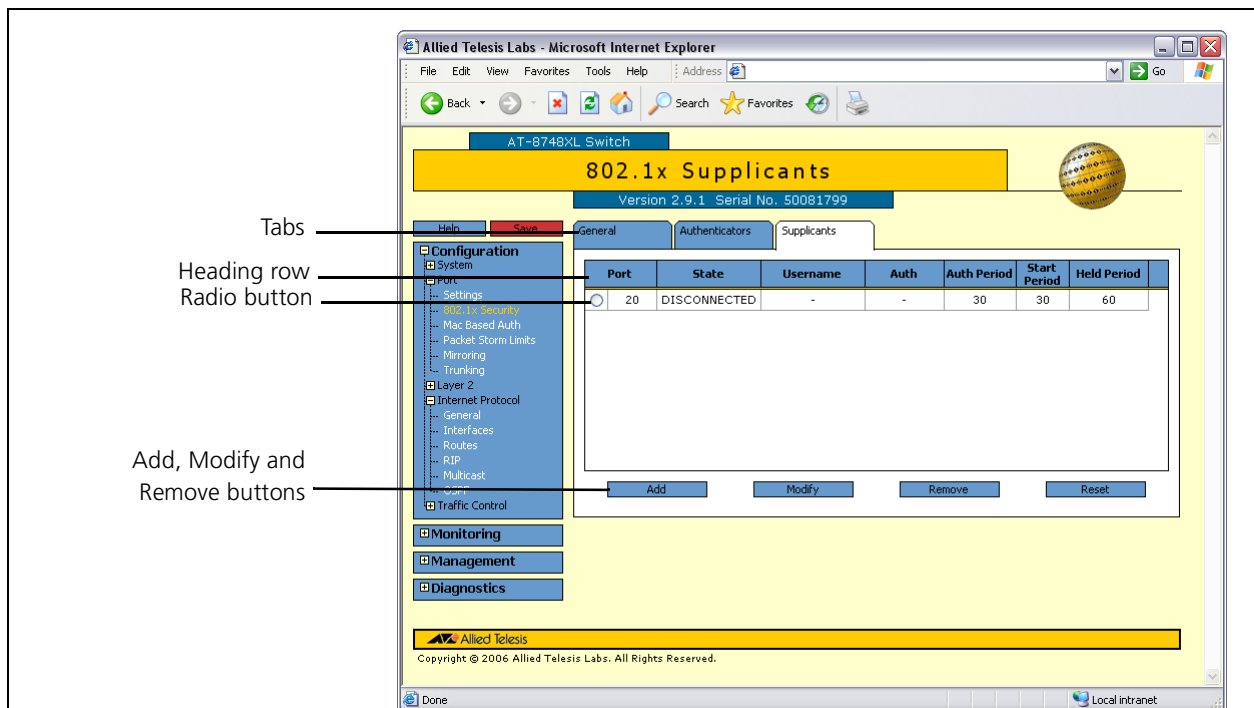 Allied Telesis Labs - Microsoft Internet Explorer
File Edit View Favorites Tools Help Address Go
Back Search Favorites
AT-8748XL Switch
802.1x Supplicants
Version 2.9.1 Serial No. 50081799
Tabs
Heading row
Radio button
Add, Modify and
Remove buttons
Help Save
Configuration
System
Port
Settings
802.1x Security
Mac Based Auth
Packet Storm Limits
Mirroring
Trunking
Layer 2
Internet Protocol
General
Interfaces
Routes
RIP
Multicast
OSPF
Traffic Control
Monitoring
Management
Diagnostics
General Authenticators Supplicants
Port State Username Auth Auth Period Start Period Held Period
20 DISCONNECTED - - 30 30 60
Add Modify Remove Reset
Allied Telesis
Copyright © 2006 Allied Telesis Labs. All Rights Reserved.
Done Local intranet